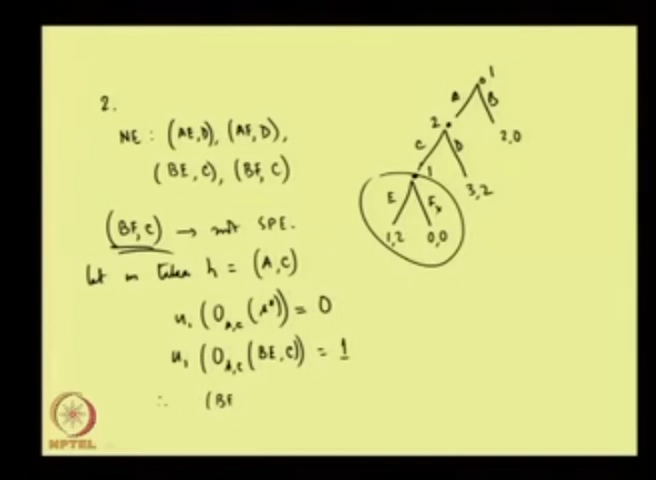 2.
NE : (AE, D), (AF, D),
(BE, C), (BF, C)
(BF, C) → not SPE.
let us taken h = (A, C)
u₁ (O_A,C (s*)) = 0
u₁ (O_A,C (BE, C)) = 1
∴ (BF
1
A B
2 2,0
C D
1 3,2
E F
1,2 0,0
NPTEL